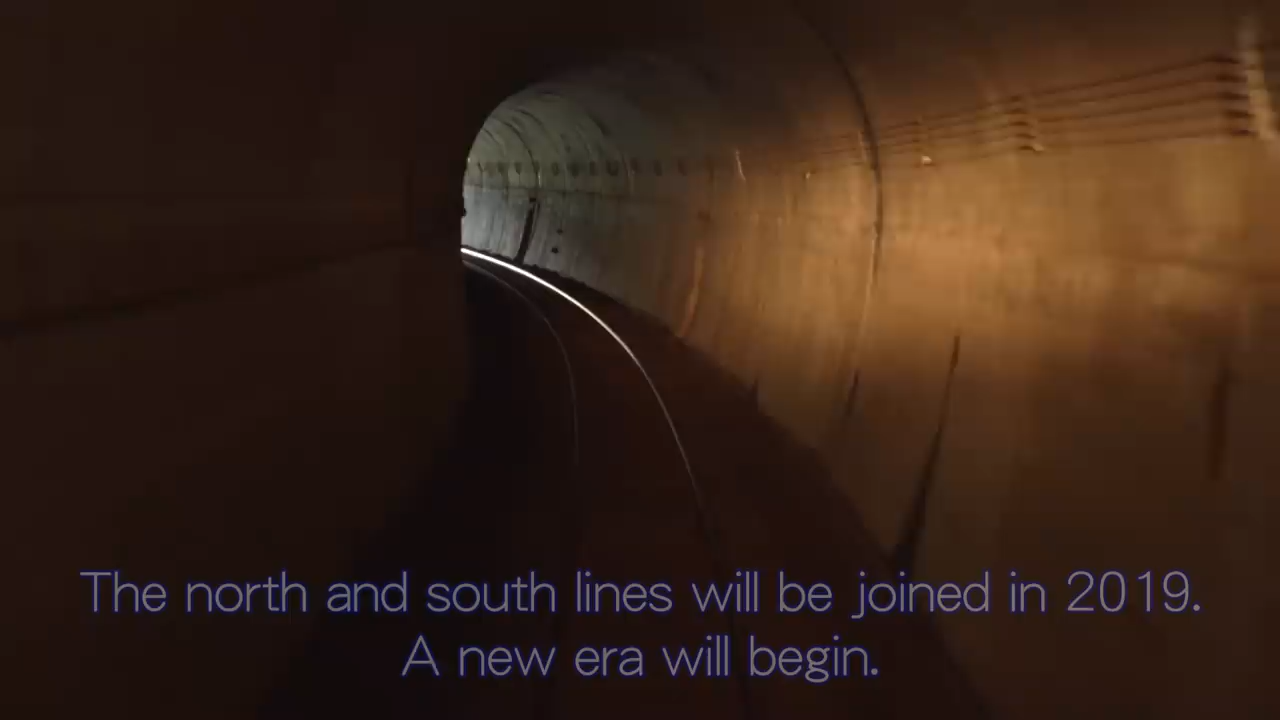 The north and south lines will be joined in 2019.
A new era will begin.